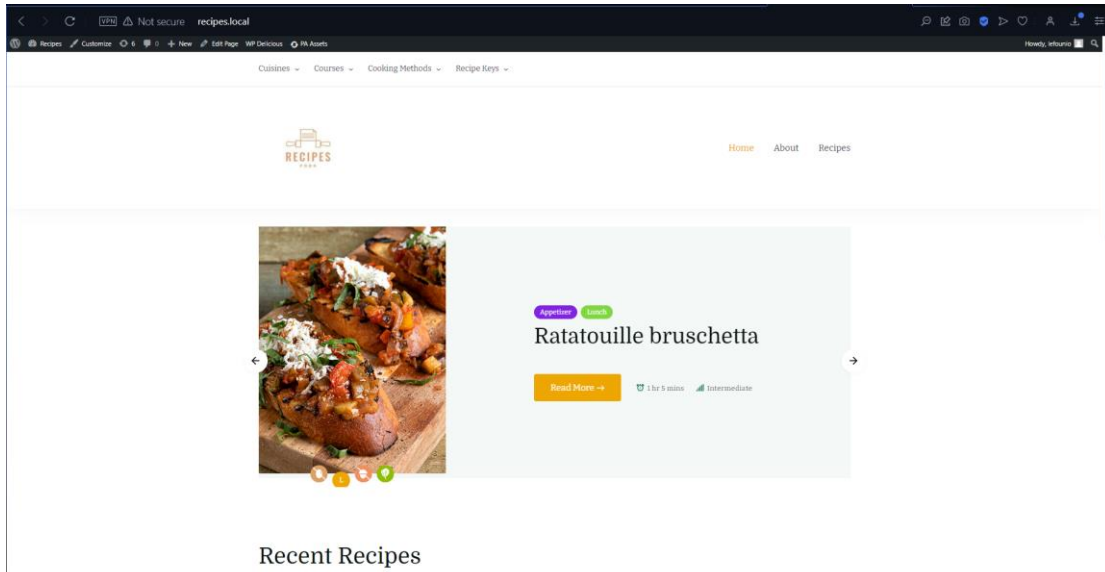 VPN Not secure recipes.local
Recipes Customize 6 0 + New Edit Page WP Delicious PA Assets Howdy, iefounio
Cuisines Courses Cooking Methods Recipe Keys
RECIPES
Home About Recipes
Appetizer Lunch
Ratatouille bruschetta
Read More → 1 hr 5 mins Intermediate
L
Recent Recipes